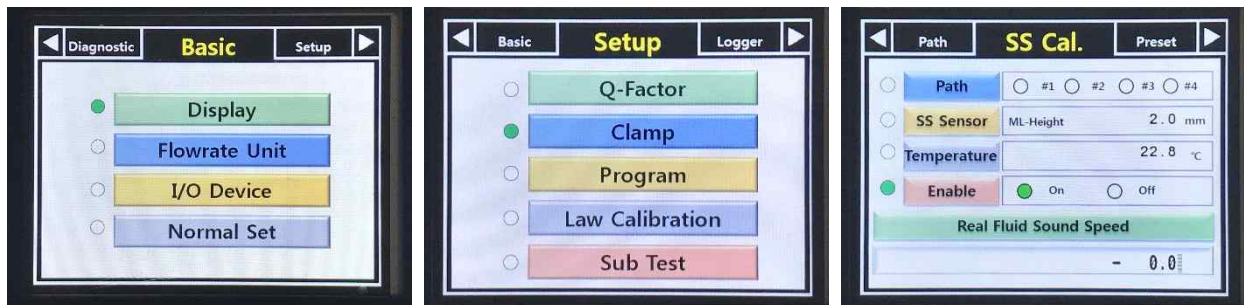 Diagnostic Basic Setup
Display
Flowrate Unit
I/O Device
Normal Set
Basic Setup Logger
Q-Factor
Clamp
Program
Law Calibration
Sub Test
Path SS Cal. Preset
Path #1 #2 #3 #4
SS Sensor ML-Height 2.0 mm
Temperature 22.8 ℃
Enable On Off
Real Fluid Sound Speed
- 0.0